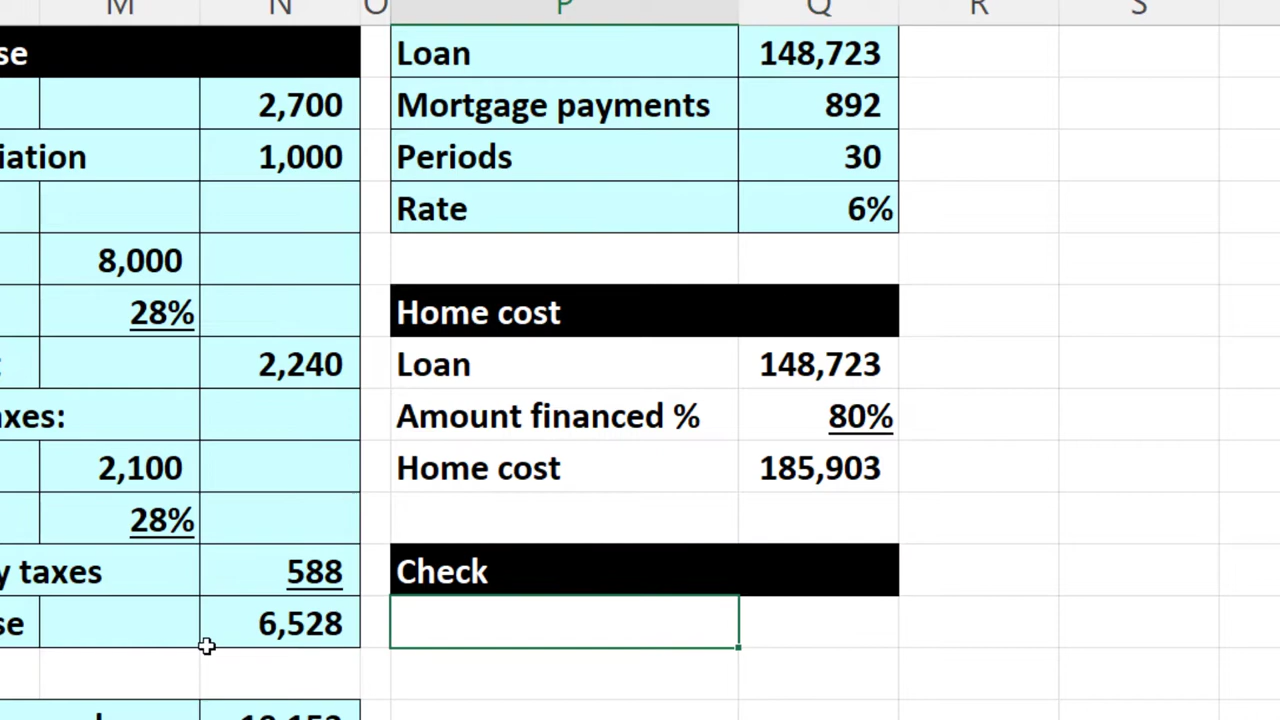 M N O P Q R S
se Loan 148,723
2,700 Mortgage payments 892
iation 1,000 Periods 30
Rate 6%
8,000
28% Home cost
: 2,240 Loan 148,723
axes: Amount financed % 80%
2,100 Home cost 185,903
28%
y taxes 588 Check
se 6,528